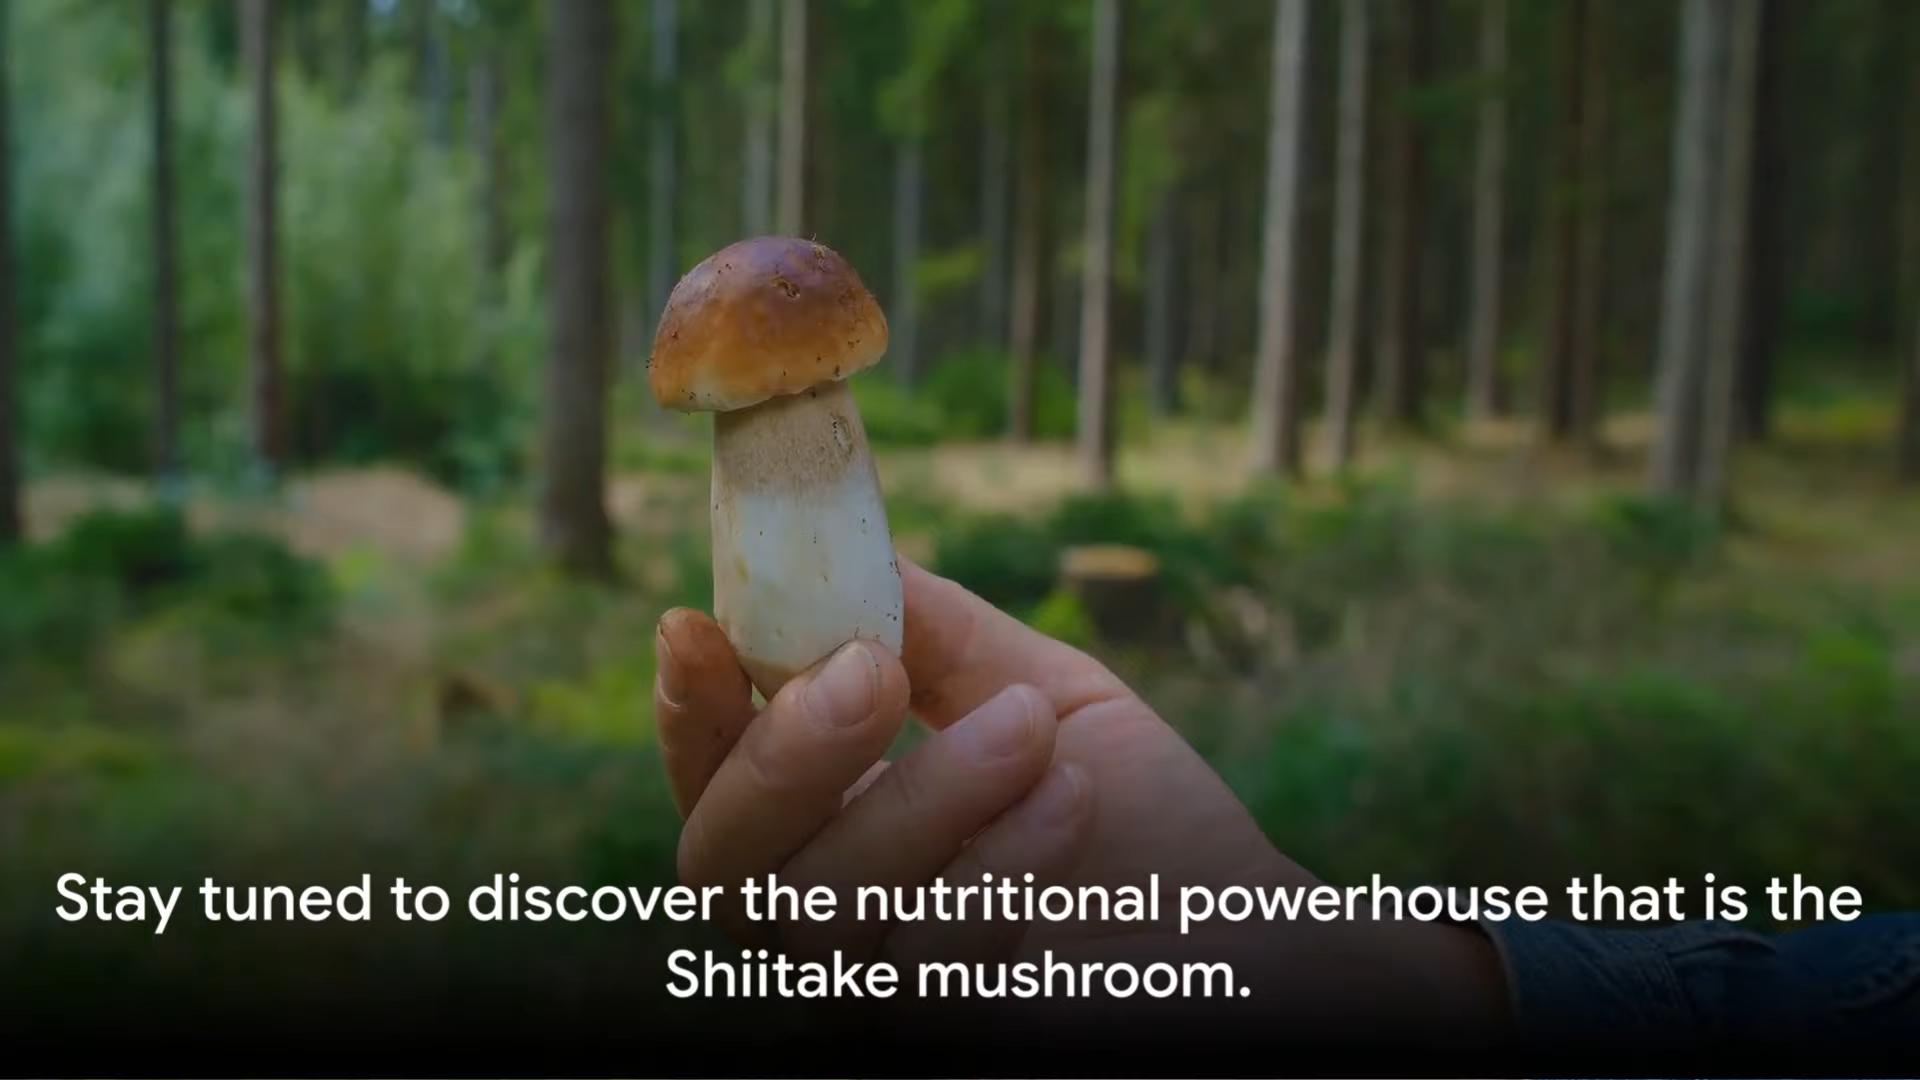 Stay tuned to discover the nutritional powerhouse that is the
Shiitake mushroom.